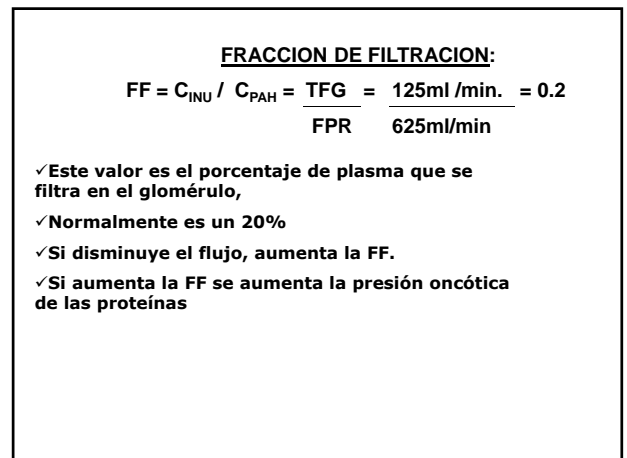 FRACCION DE FILTRACION:
FF = C_INU / C_PAH = TFG = 125ml /min. = 0.2
FPR 625ml/min
✓Este valor es el porcentaje de plasma que se
filtra en el glomérulo,
✓Normalmente es un 20%
✓Si disminuye el flujo, aumenta la FF.
✓Si aumenta la FF se aumenta la presión oncótica
de las proteínas